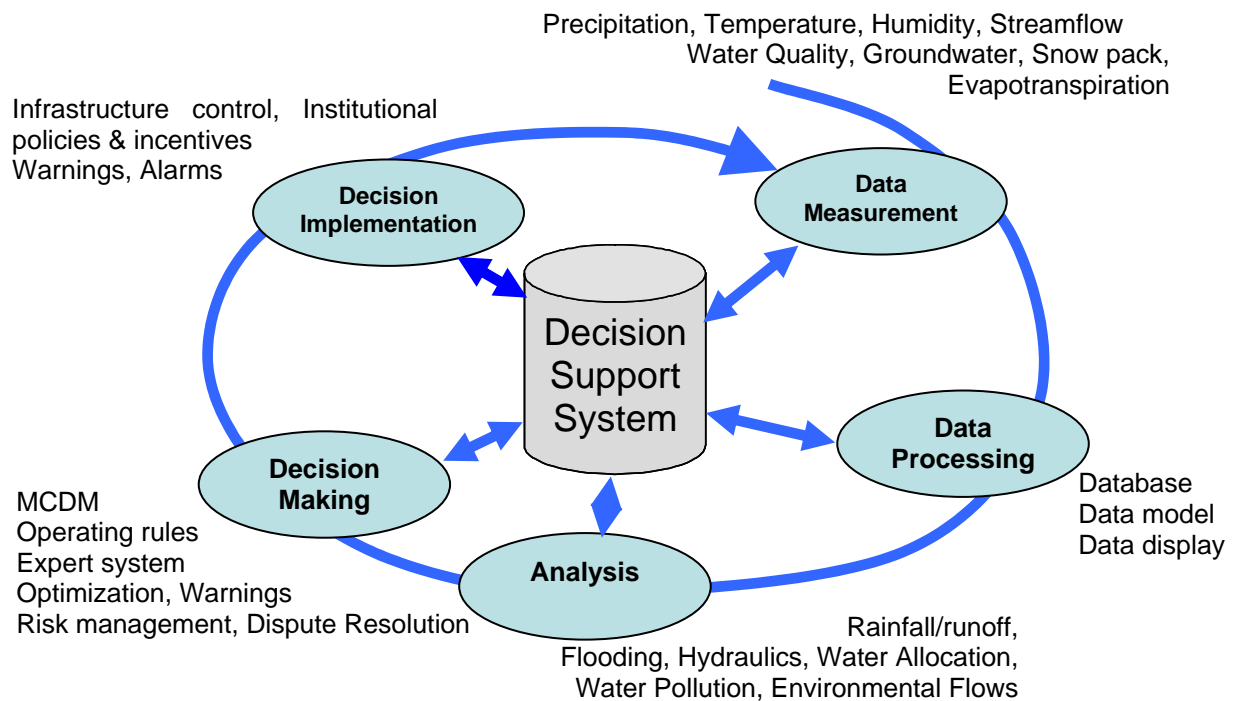 Precipitation, Temperature, Humidity, Streamflow
Water Quality, Groundwater, Snow pack,
Evapotranspiration
Infrastructure control, Institutional
policies & incentives
Warnings, Alarms
Decision
Implementation
Data
Measurement
Decision
Support
System
Data
Processing
Database
Data model
Data display
Decision
Making
MCDM
Operating rules
Expert system
Optimization, Warnings
Risk management, Dispute Resolution
Analysis
Rainfall/runoff,
Flooding, Hydraulics, Water Allocation,
Water Pollution, Environmental Flows